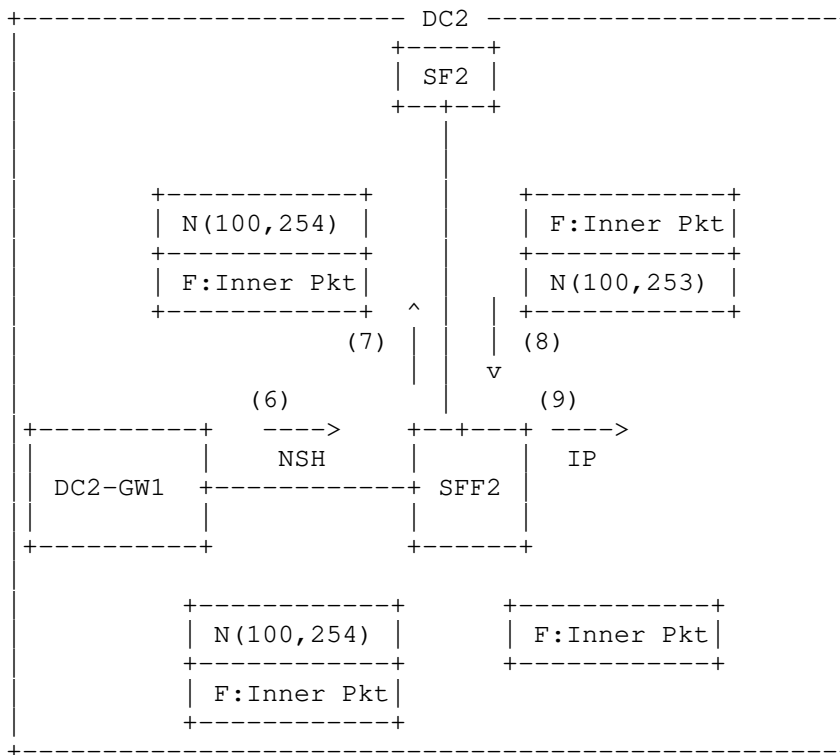 DC2
SF2
N(100,254) F:Inner Pkt
F:Inner Pkt N(100,253)
^
(7) (8)
v
(6) (9)
----> ---->
NSH IP
DC2-GW1 SFF2
N(100,254) F:Inner Pkt
F:Inner Pkt